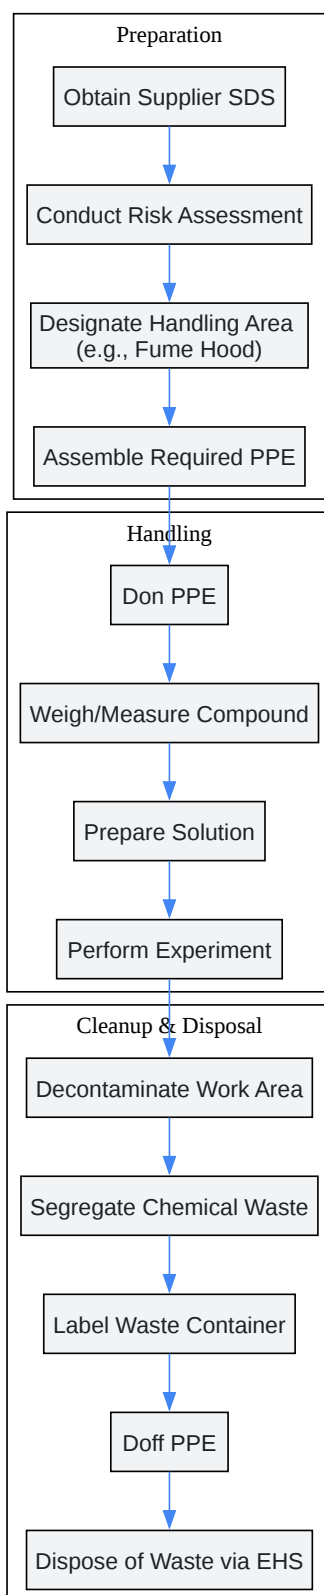 Preparation
Obtain Supplier SDS
Conduct Risk Assessment
Designate Handling Area
(e.g., Fume Hood)
Assemble Required PPE
Handling
Don PPE
Weigh/Measure Compound
Prepare Solution
Perform Experiment
Cleanup & Disposal
Decontaminate Work Area
Segregate Chemical Waste
Label Waste Container
Doff PPE
Dispose of Waste via EHS